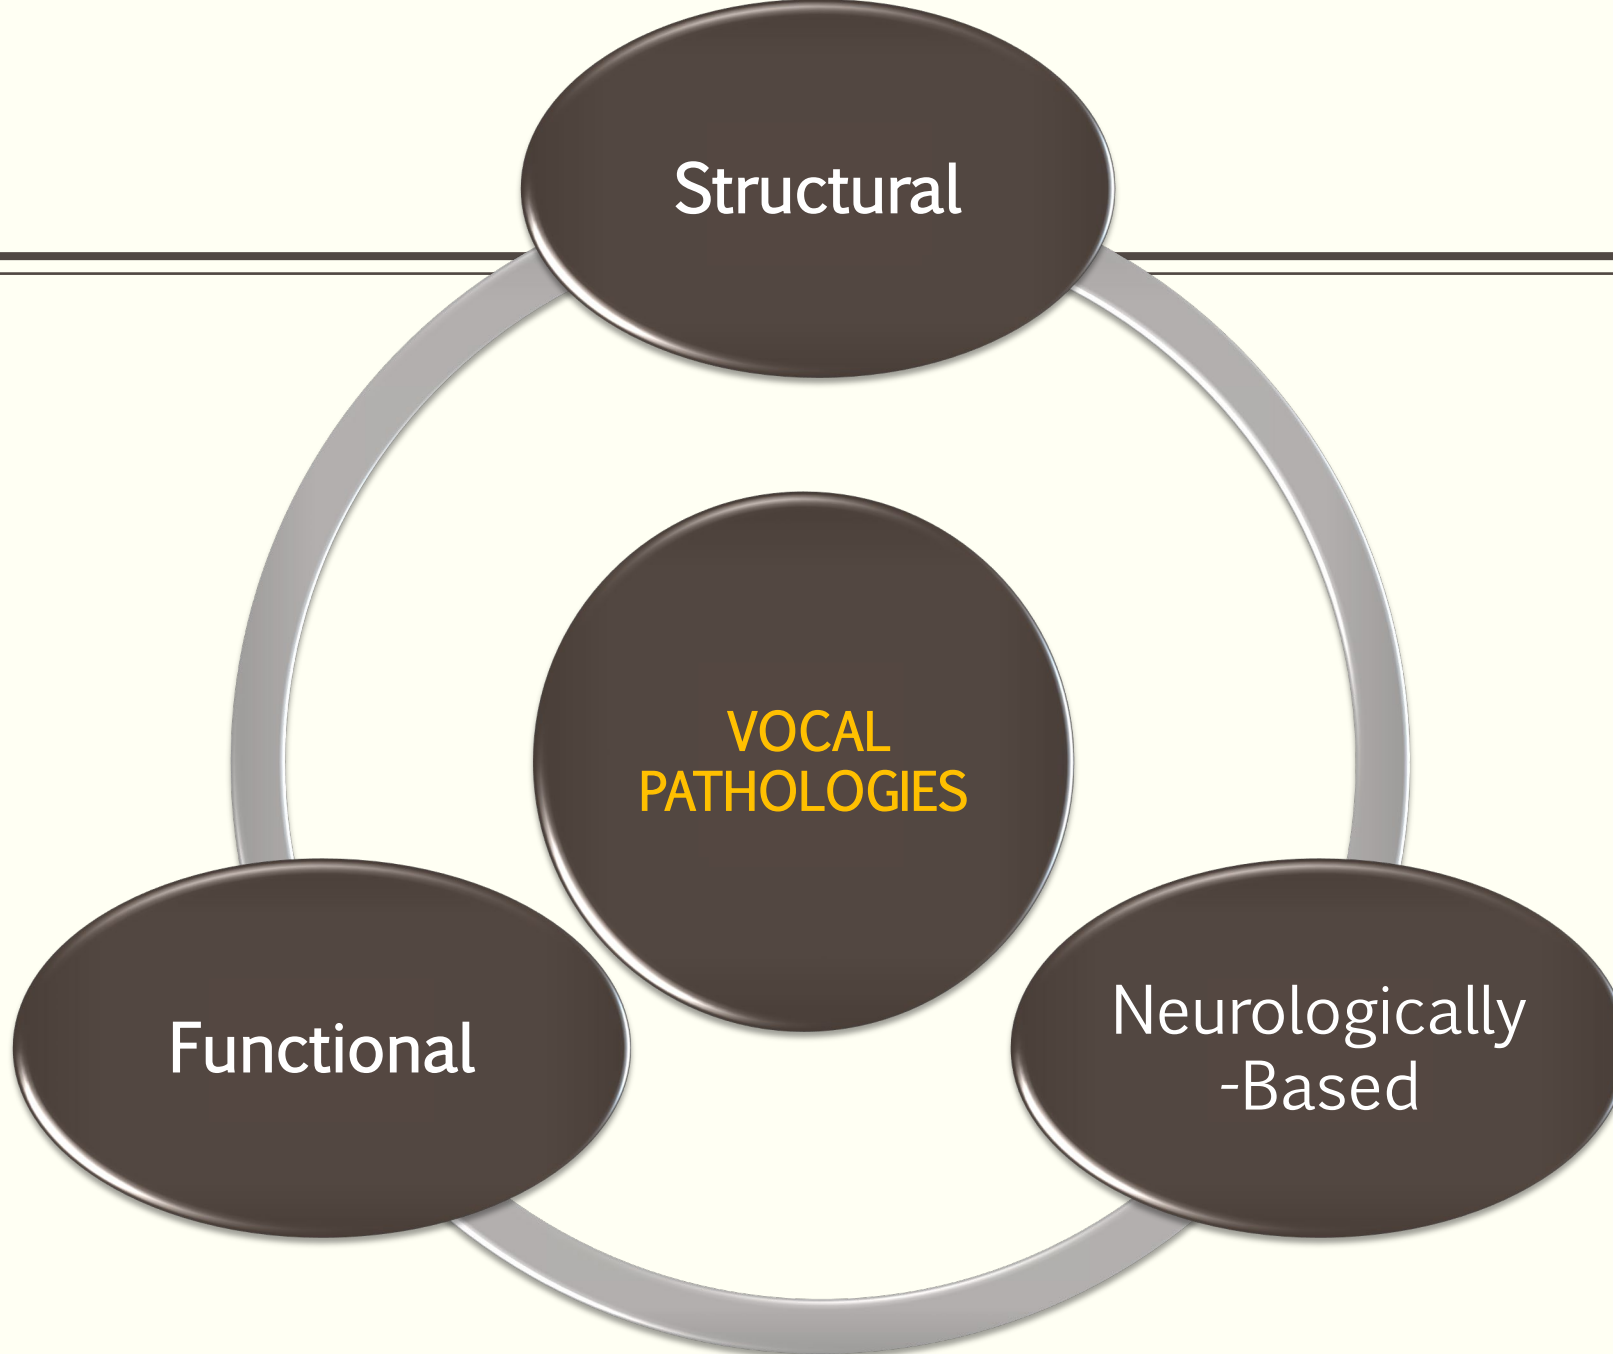 Structural
VOCAL
PATHOLOGIES
Functional
Neurologically
-Based